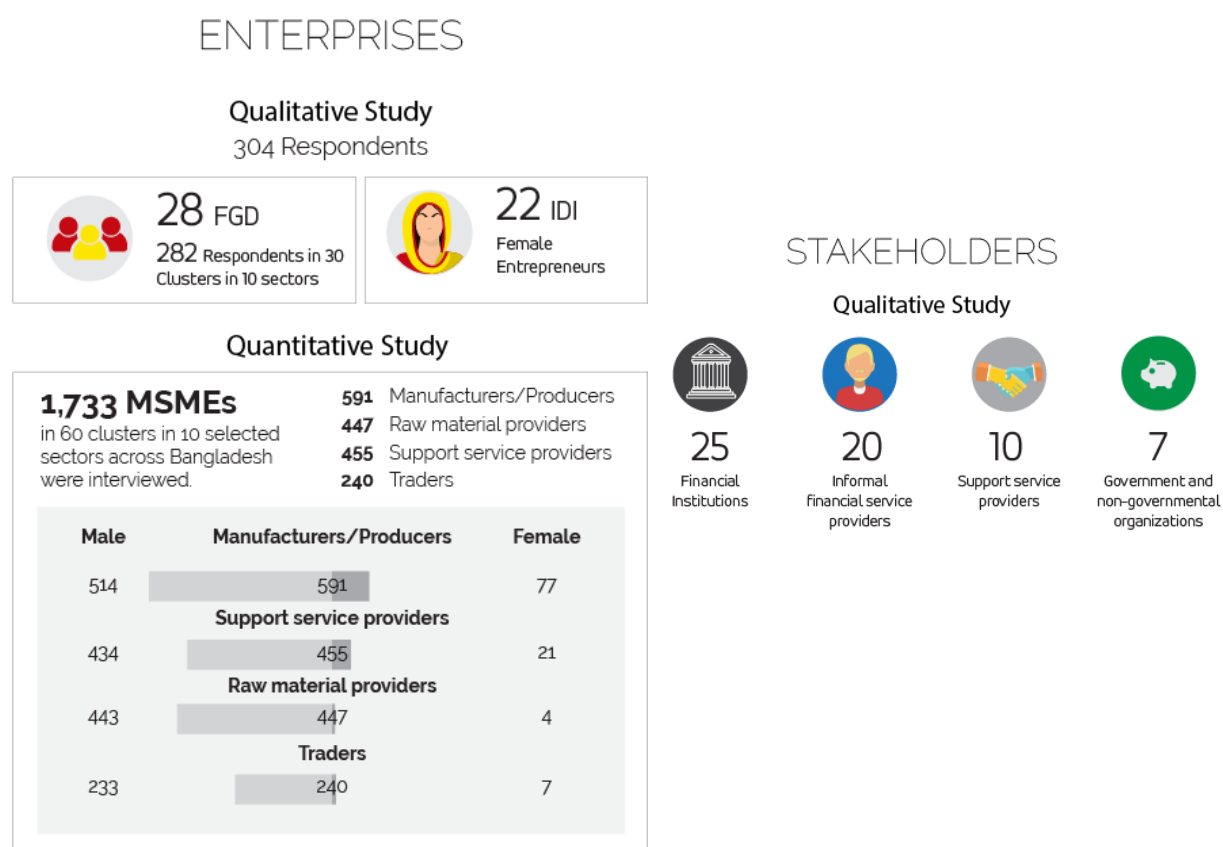 ENTERPRISES
Qualitative Study
304 Respondents
28 FGD
282 Respondents in 30
Clusters in 10 sectors
22 IDI
Female
Entrepreneurs
Quantitative Study
1,733 MSMEs
in 60 clusters in 10 selected
sectors across Bangladesh
were interviewed.
591 Manufacturers/Producers
447 Raw material providers
455 Support service providers
240 Traders
Male Manufacturers/Producers Female
514 591 77
Support service providers
434 455 21
Raw material providers
443 447 4
Traders
233 240 7
STAKEHOLDERS
Qualitative Study
25
Financial
Institutions
20
Informal
financial service
providers
10
Support service
providers
7
Government and
non-governmental
organizations